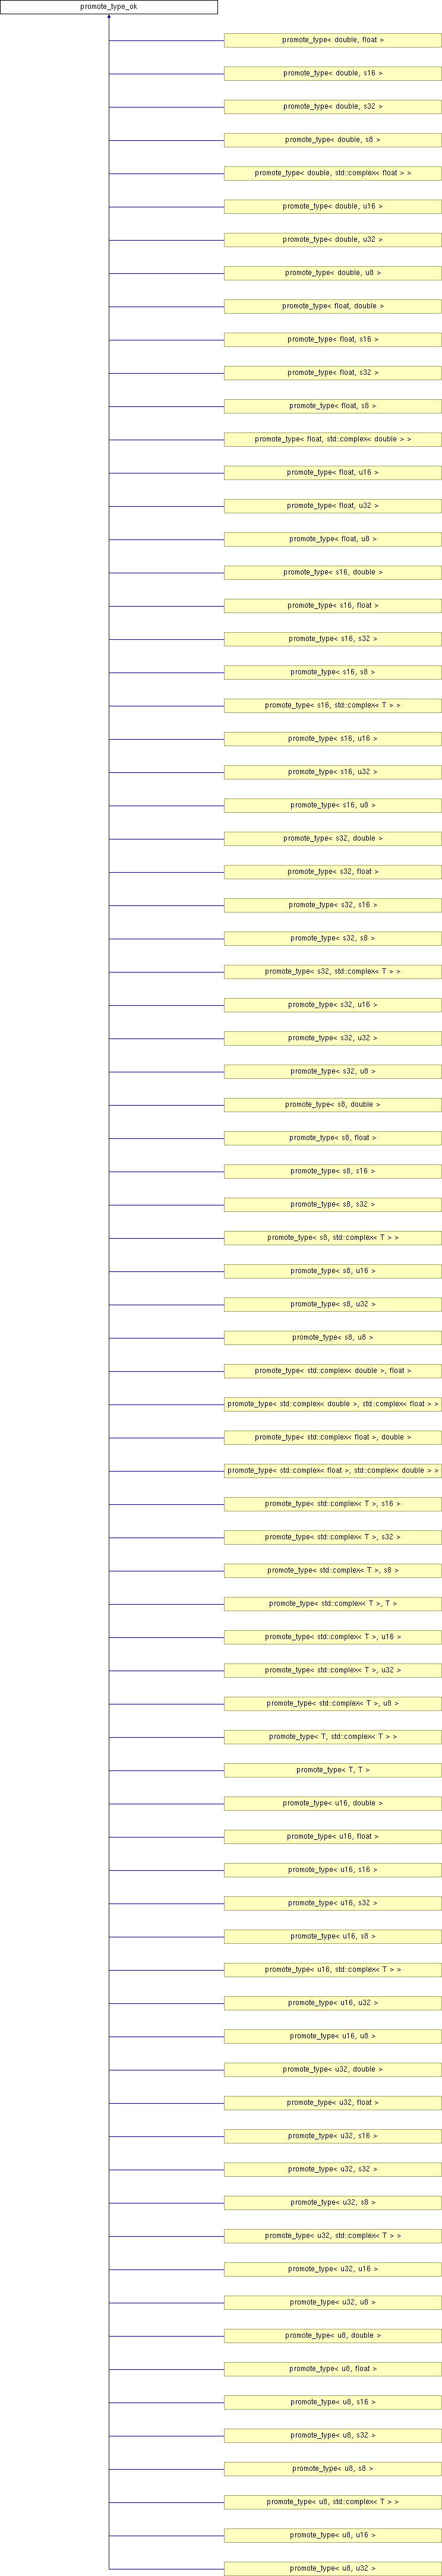 promote_type_ok
promote_type< double, float >
promote_type< double, s16 >
promote_type< double, s32 >
promote_type< double, s8 >
promote_type< double, std::complex< float > >
promote_type< double, u16 >
promote_type< double, u32 >
promote_type< double, u8 >
promote_type< float, double >
promote_type< float, s16 >
promote_type< float, s32 >
promote_type< float, s8 >
promote_type< float, std::complex< double > >
promote_type< float, u16 >
promote_type< float, u32 >
promote_type< float, u8 >
promote_type< s16, double >
promote_type< s16, float >
promote_type< s16, s32 >
promote_type< s16, s8 >
promote_type< s16, std::complex< T > >
promote_type< s16, u16 >
promote_type< s16, u32 >
promote_type< s16, u8 >
promote_type< s32, double >
promote_type< s32, float >
promote_type< s32, s16 >
promote_type< s32, s8 >
promote_type< s32, std::complex< T > >
promote_type< s32, u16 >
promote_type< s32, u32 >
promote_type< s32, u8 >
promote_type< s8, double >
promote_type< s8, float >
promote_type< s8, s16 >
promote_type< s8, s32 >
promote_type< s8, std::complex< T > >
promote_type< s8, u16 >
promote_type< s8, u32 >
promote_type< s8, u8 >
promote_type< std::complex< double >, float >
promote_type< std::complex< double >, std::complex< float > >
promote_type< std::complex< float >, double >
promote_type< std::complex< float >, std::complex< double > >
promote_type< std::complex< T >, s16 >
promote_type< std::complex< T >, s32 >
promote_type< std::complex< T >, s8 >
promote_type< std::complex< T >, T >
promote_type< std::complex< T >, u16 >
promote_type< std::complex< T >, u32 >
promote_type< std::complex< T >, u8 >
promote_type< T, std::complex< T > >
promote_type< T, T >
promote_type< u16, double >
promote_type< u16, float >
promote_type< u16, s16 >
promote_type< u16, s32 >
promote_type< u16, s8 >
promote_type< u16, std::complex< T > >
promote_type< u16, u32 >
promote_type< u16, u8 >
promote_type< u32, double >
promote_type< u32, float >
promote_type< u32, s16 >
promote_type< u32, s32 >
promote_type< u32, s8 >
promote_type< u32, std::complex< T > >
promote_type< u32, u16 >
promote_type< u32, u8 >
promote_type< u8, double >
promote_type< u8, float >
promote_type< u8, s16 >
promote_type< u8, s32 >
promote_type< u8, s8 >
promote_type< u8, std::complex< T > >
promote_type< u8, u16 >
promote_type< u8, u32 >